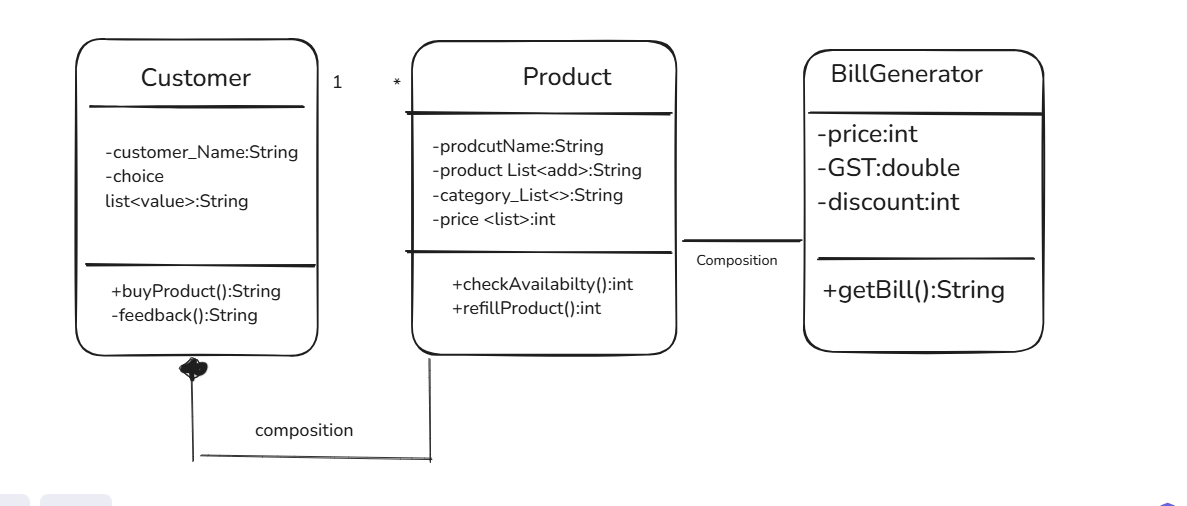 Customer
1
*
Product
BillGenerator
-customer_Name:String
-choice
list<value>:String
-prodcutName:String
-product List<add>:String
-category_List<>:String
-price <list>:int
-price:int
-GST:double
-discount:int
Composition
+buyProduct():String
-feedback():String
+checkAvailabilty():int
+refillProduct():int
+getBill():String
composition